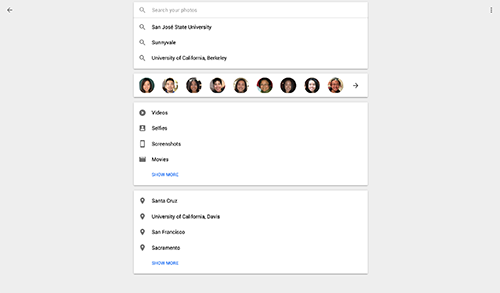 Search your photos
San José State University
Sunnyvale
University of California, Berkeley
Videos
Selfies
Screenshots
Movies
SHOW MORE
Santa Cruz
University of California, Davis
San Francisco
Sacramento
SHOW MORE